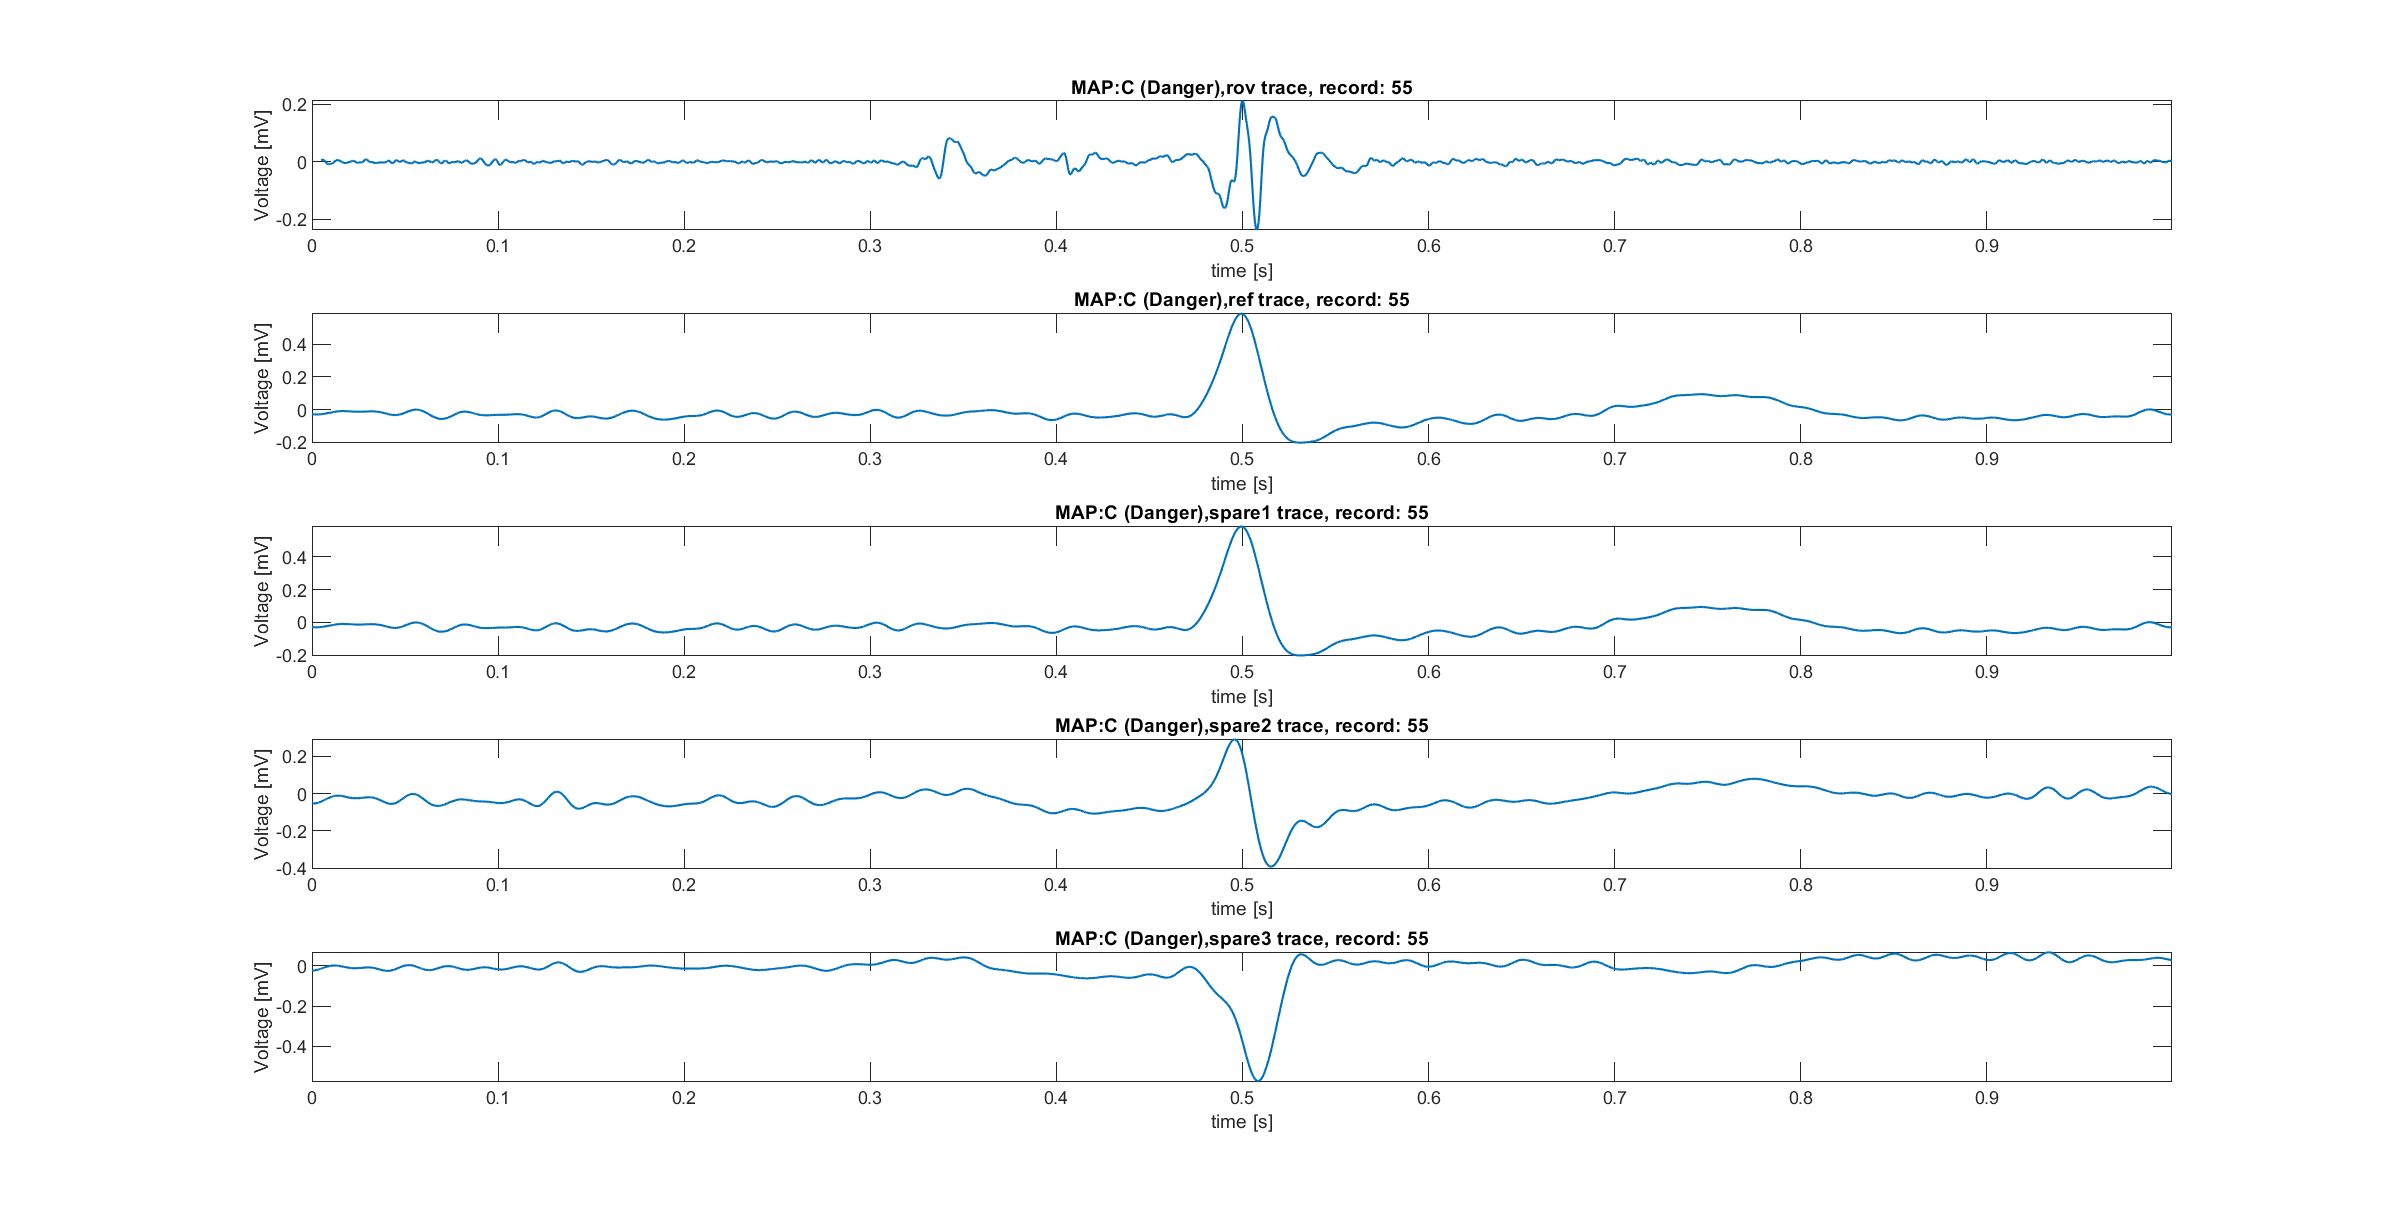 MAP:C (Danger),rov trace, record: 55
Voltage [mV]
0.2
0
-0.2
0 0.1 0.2 0.3 0.4 0.5 0.6 0.7 0.8 0.9
time [s]
MAP:C (Danger),ref trace, record: 55
Voltage [mV]
0.4
0.2
0
-0.2
0 0.1 0.2 0.3 0.4 0.5 0.6 0.7 0.8 0.9
time [s]
MAP:C (Danger),spare1 trace, record: 55
Voltage [mV]
0.4
0.2
0
-0.2
0 0.1 0.2 0.3 0.4 0.5 0.6 0.7 0.8 0.9
time [s]
MAP:C (Danger),spare2 trace, record: 55
Voltage [mV]
0.2
0
-0.2
-0.4
0 0.1 0.2 0.3 0.4 0.5 0.6 0.7 0.8 0.9
time [s]
MAP:C (Danger),spare3 trace, record: 55
Voltage [mV]
0
-0.2
-0.4
0 0.1 0.2 0.3 0.4 0.5 0.6 0.7 0.8 0.9
time [s]